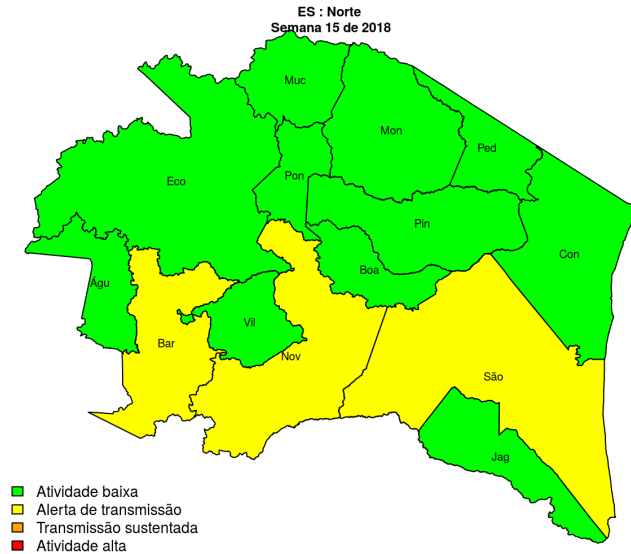 ES : Norte
Semana 15 de 2018
Muc
Mon
Ped
Eco
Pon
Pin
Con
Boa
Águ
Vil
Bar
Nov
São
Jag
Atividade baixa
Alerta de transmissão
Transmissão sustentada
Atividade alta